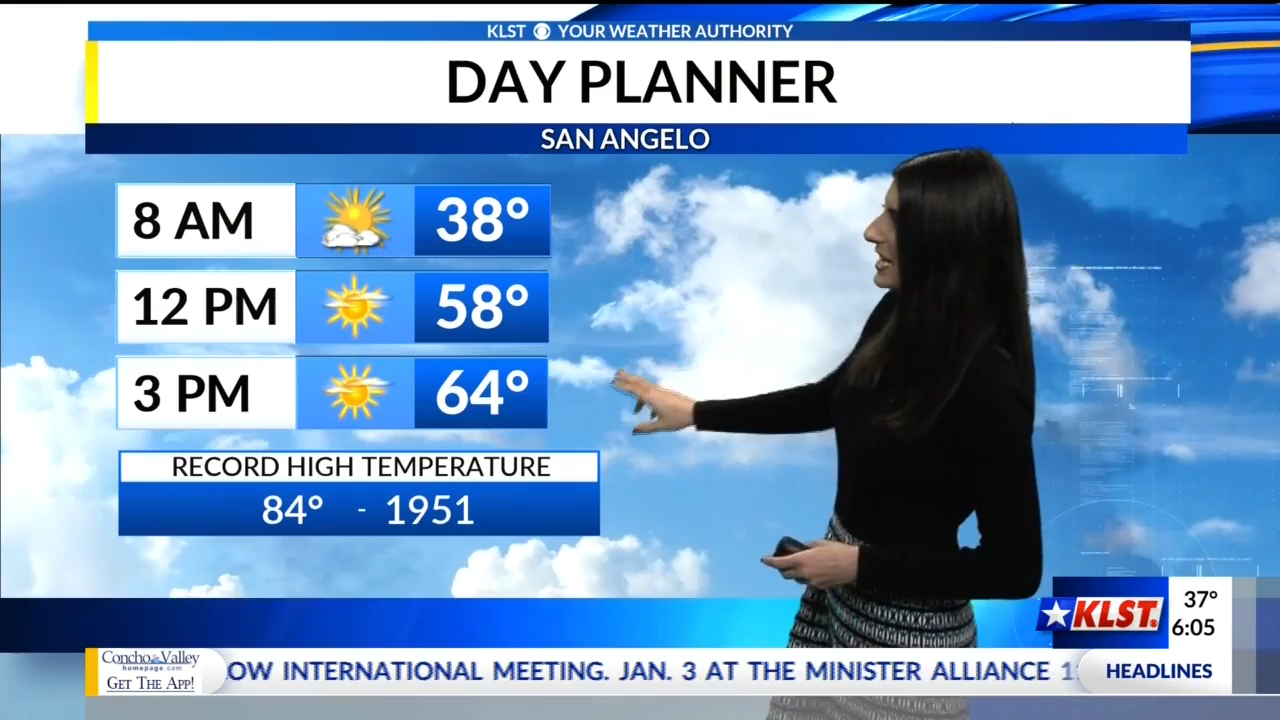 KLST YOUR WEATHER AUTHORITY
DAY PLANNER
SAN ANGELO
8 AM 38°
12 PM 58°
3 PM 64°
RECORD HIGH TEMPERATURE
84° - 1951
KLST
37°
6:05
Concho Valley
homepage.com
GET THE APP!
OW INTERNATIONAL MEETING. JAN. 3 AT THE MINISTER ALLIANCE 1
HEADLINES